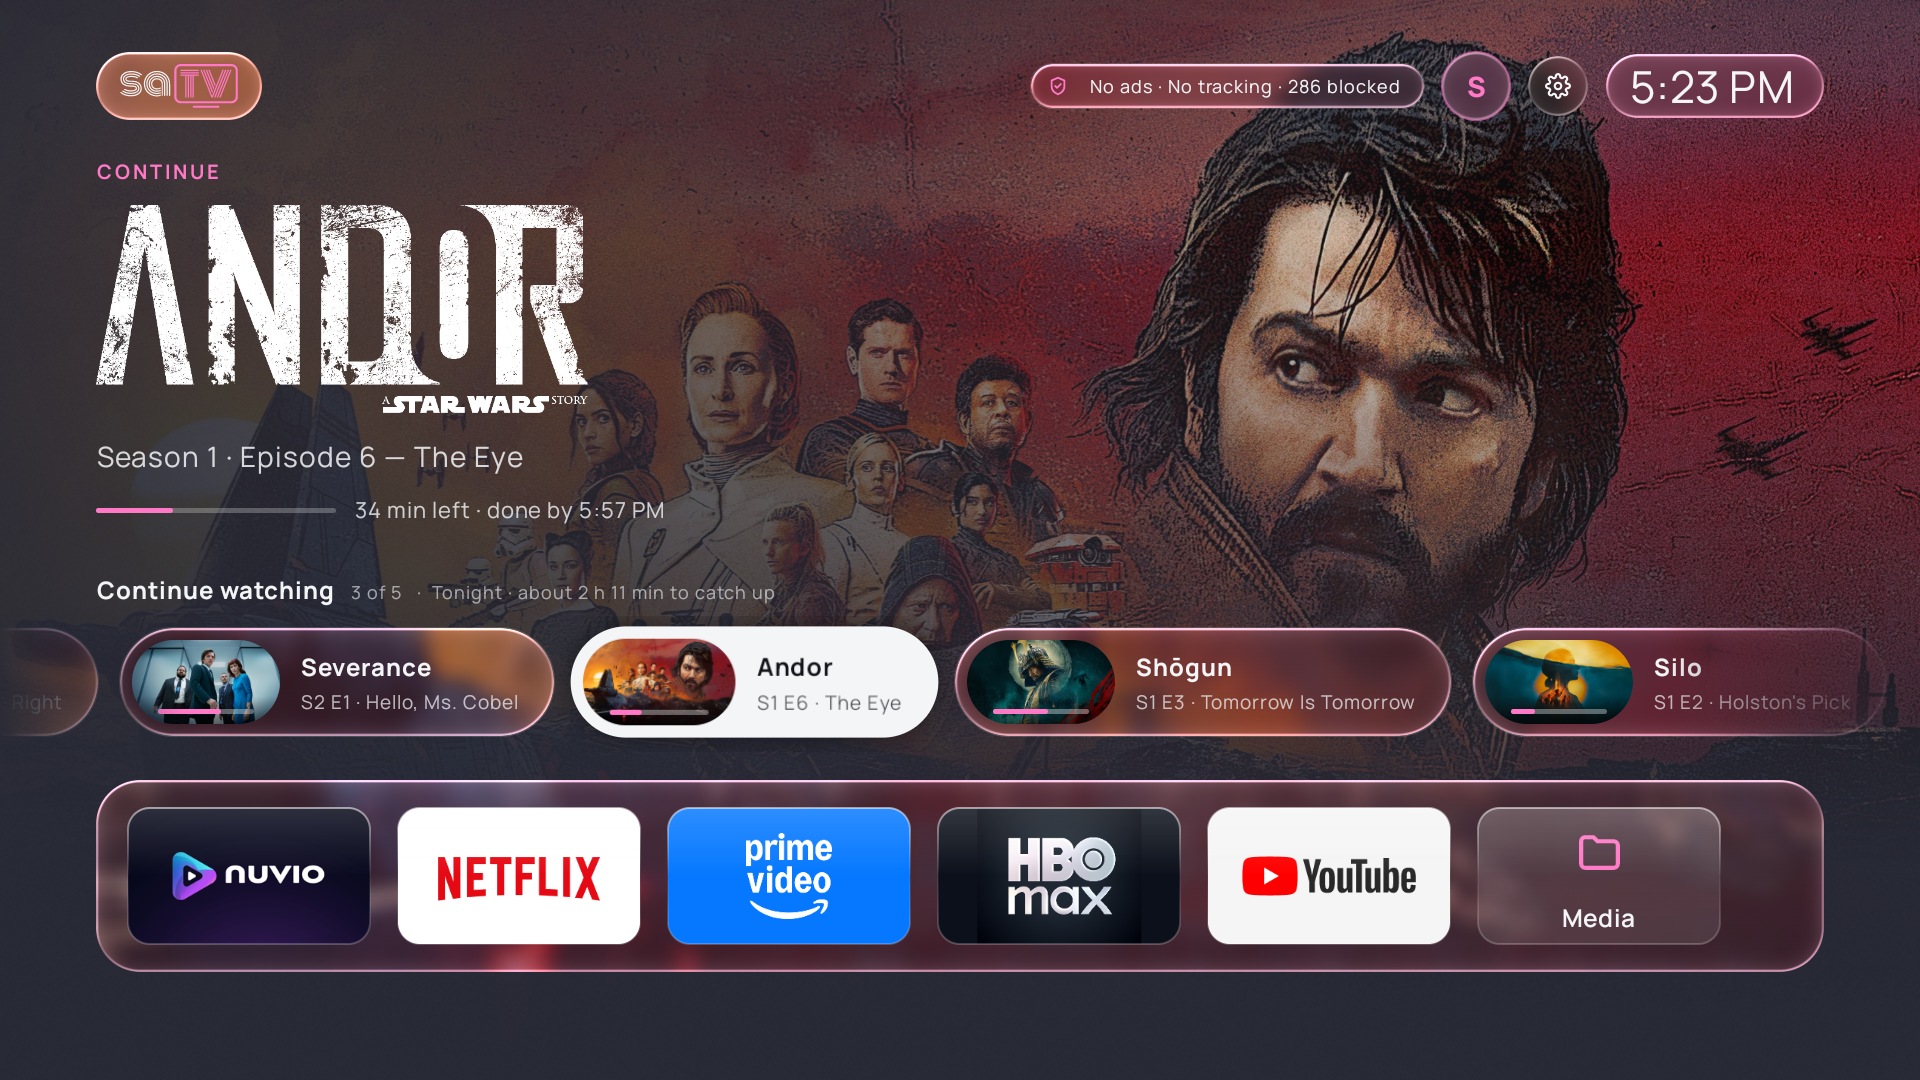 saTV
No ads · No tracking · 286 blocked
S
5:23 PM
CONTINUE
ANDOR
A STAR WARS STORY
Season 1 · Episode 6 — The Eye
34 min left · done by 5:57 PM
Continue watching 3 of 5 · Tonight · about 2 h 11 min to catch up
Right
Severance
S2 E1 · Hello, Ms. Cobel
Andor
S1 E6 · The Eye
Shōgun
S1 E3 · Tomorrow Is Tomorrow
Silo
S1 E2 · Holston's Pick
nuvio
NETFLIX
prime
video
HBO
max
YouTube
Media